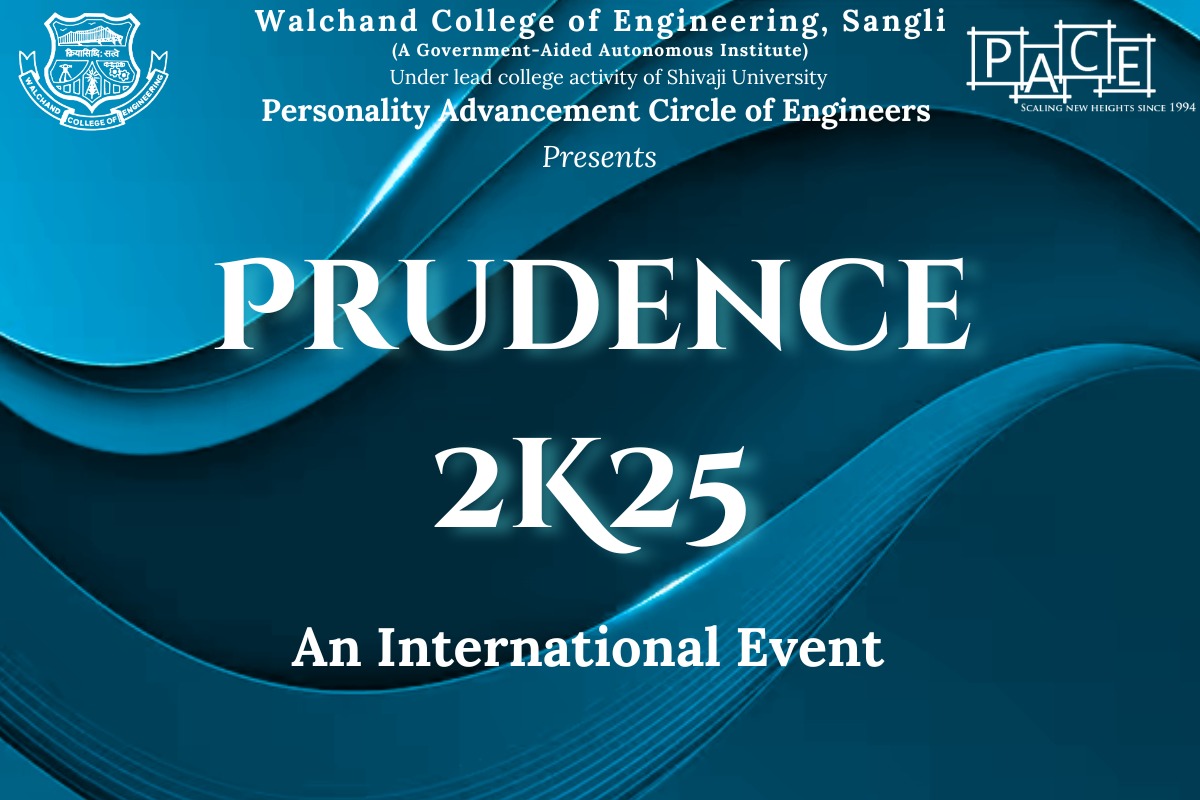 Walchand College of Engineering, Sangli
(A Government-Aided Autonomous Institute)
Under lead college activity of Shivaji University
Personality Advancement Circle of Engineers
Presents
क्रियासिद्धि: सत्वे
WALCHAND COLLEGE OF ENGINEERING
PACE
SCALING NEW HEIGHTS SINCE 1994
PRUDENCE
2K25
An International Event